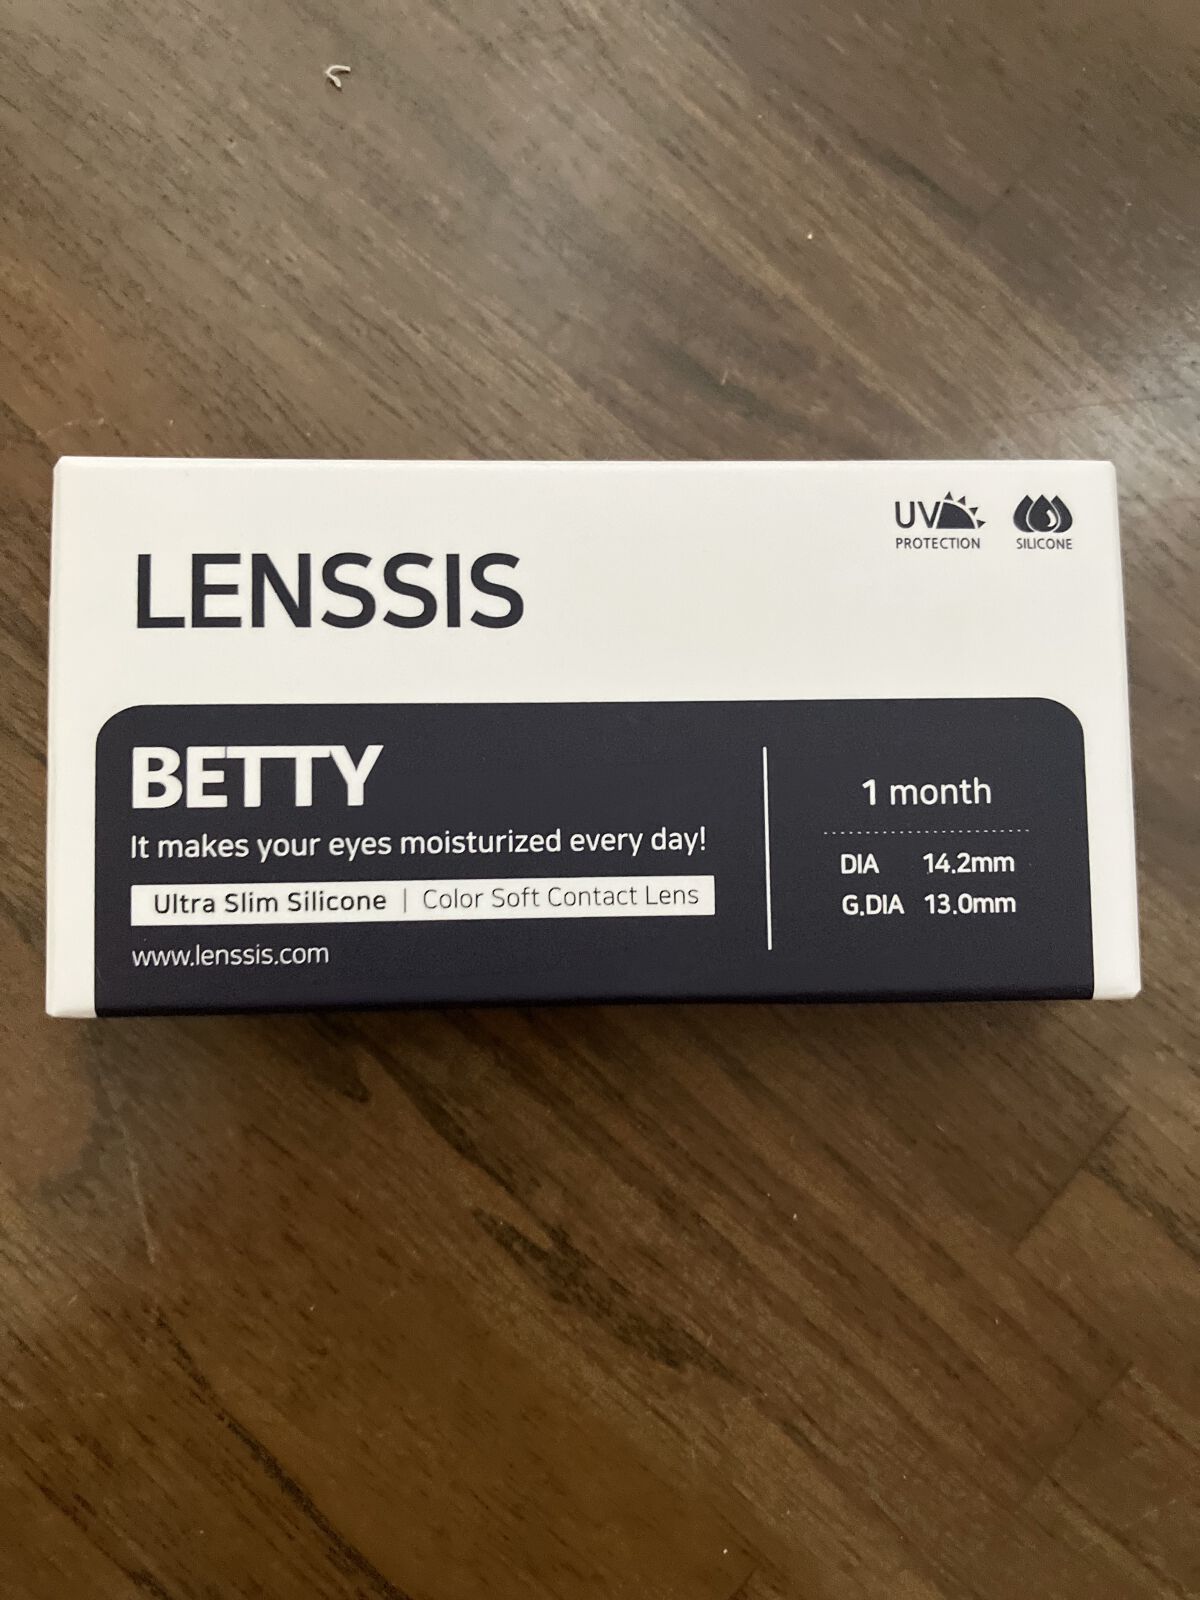 UV
PROTECTION
SILICONE
LENSSIS
BETTY
It makes your eyes moisturized every day!
Ultra Slim Silicone | Color Soft Contact Lens
www.lenssis.com
1 month
DIA 14.2mm
G.DIA 13.0mm